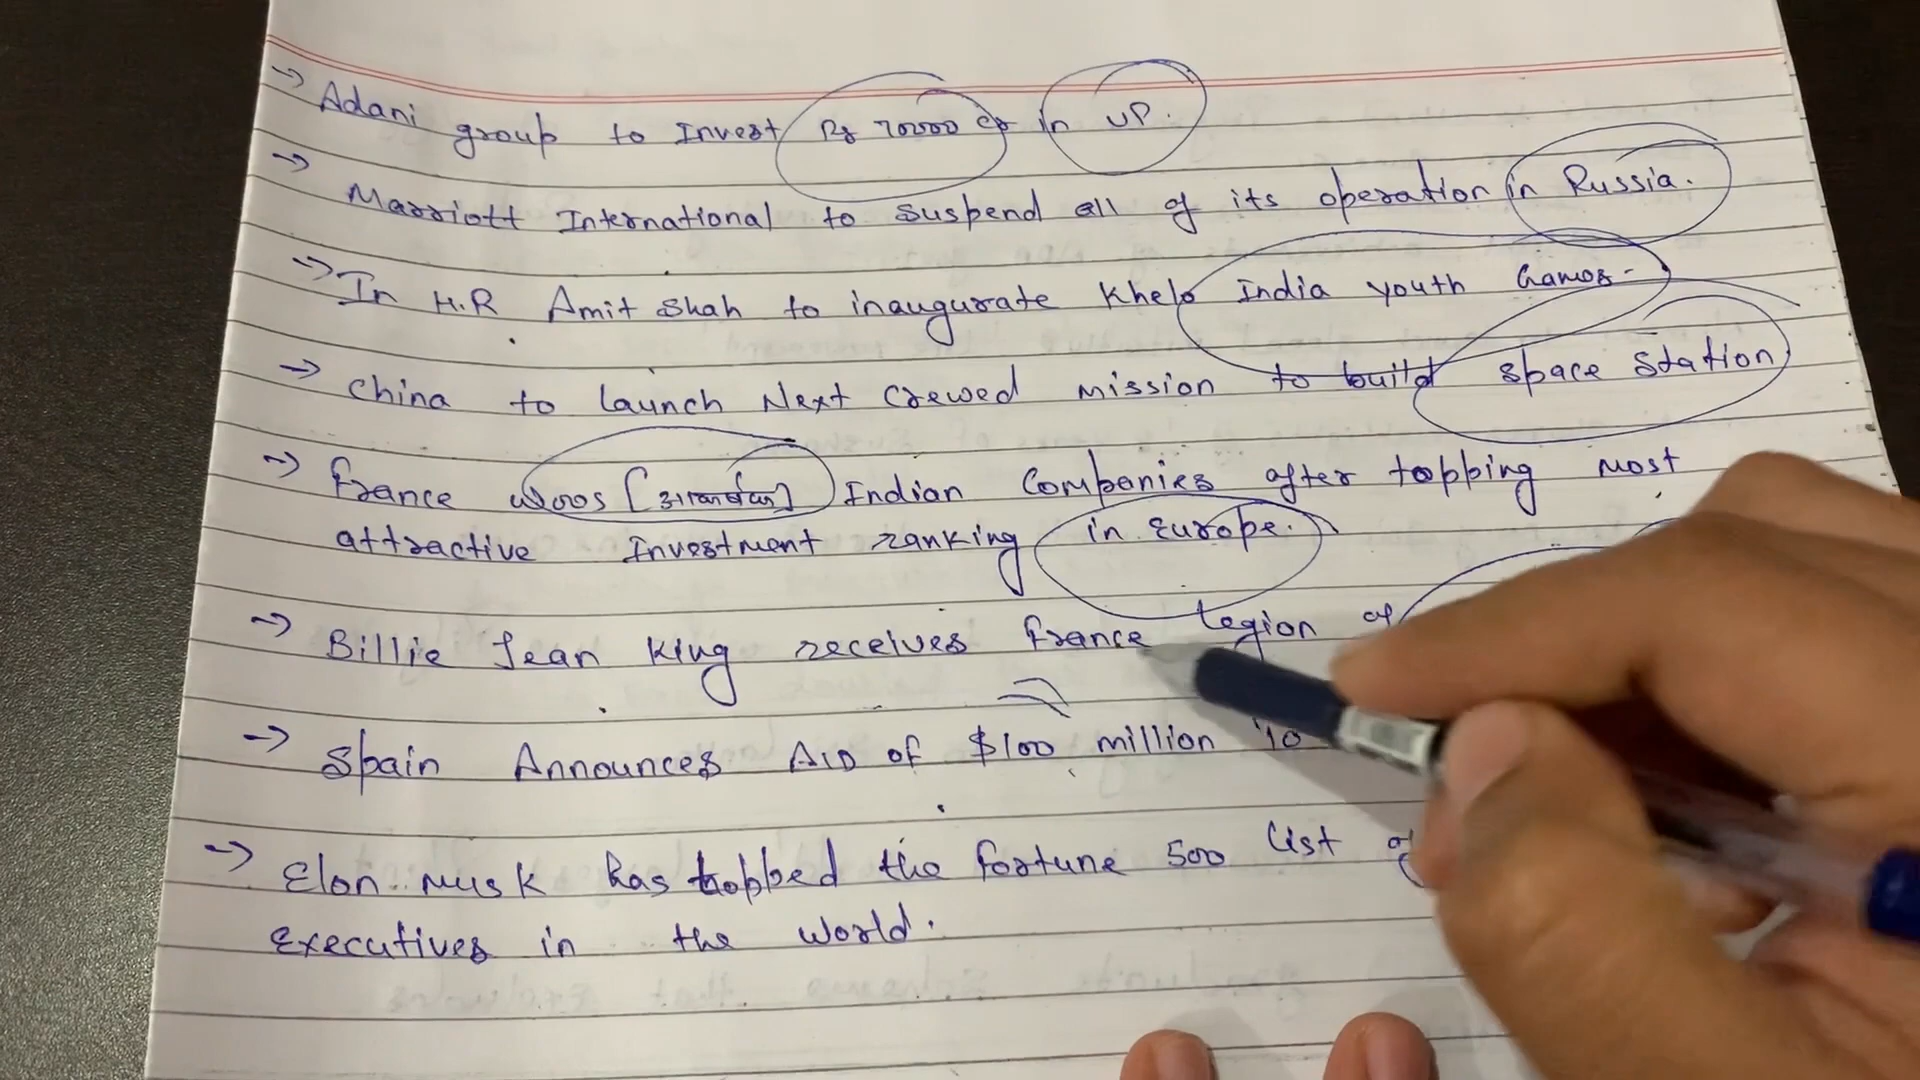 → Adani group to Invest Rs 70000 cr in UP.
→ Marriott International to suspend all of its operation in Russia.
→ In H.R Amit Shah to inaugurate Khelo India youth Games-
→ China to launch Next crewed mission to build space station
→ France woos [आकर्षित] Indian Companies after topping most
attractive Investment ranking in Europe.
→ Billie Jean King receives France Legion of
→ Spain Announces AID of $100 million to
→ Elon Musk has topped the fortune 500 list of
executives in the world.